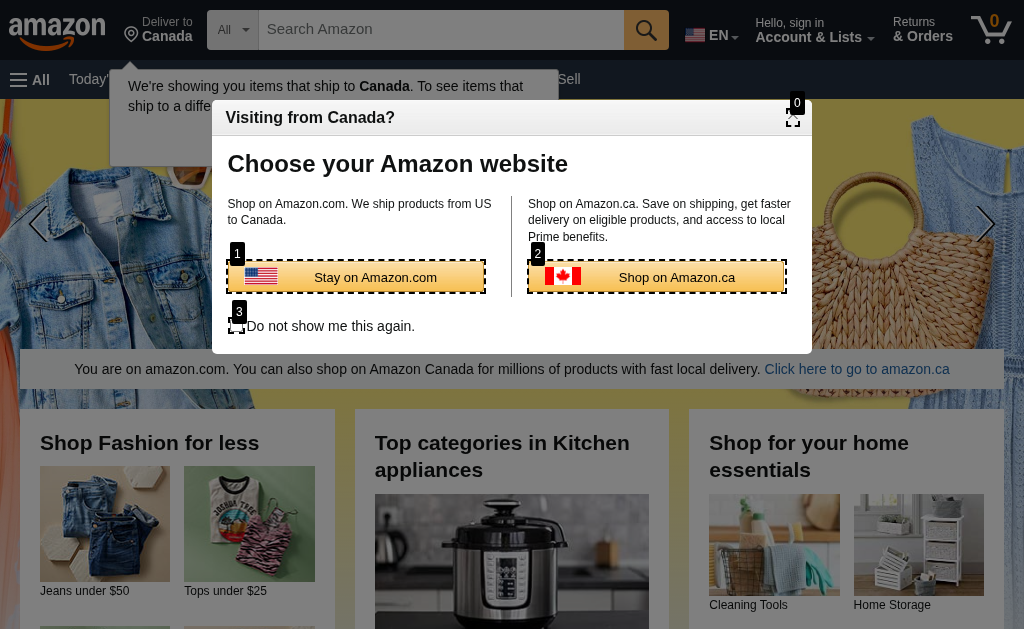 amazon
Deliver to
Canada
All
Search Amazon
EN
Hello, sign in
Account & Lists
Returns
& Orders
0
All
Today'
Sell
We're showing you items that ship to Canada. To see items that
ship to a diffe
0
Visiting from Canada?
Choose your Amazon website
Shop on Amazon.com. We ship products from US
to Canada.
1
Stay on Amazon.com
Shop on Amazon.ca. Save on shipping, get faster
delivery on eligible products, and access to local
Prime benefits.
2
Shop on Amazon.ca
3
Do not show me this again.
You are on amazon.com. You can also shop on Amazon Canada for millions of products with fast local delivery. Click here to go to amazon.ca
Shop Fashion for less
Jeans under $50
Tops under $25
Top categories in Kitchen
appliances
Shop for your home
essentials
Cleaning Tools
Home Storage